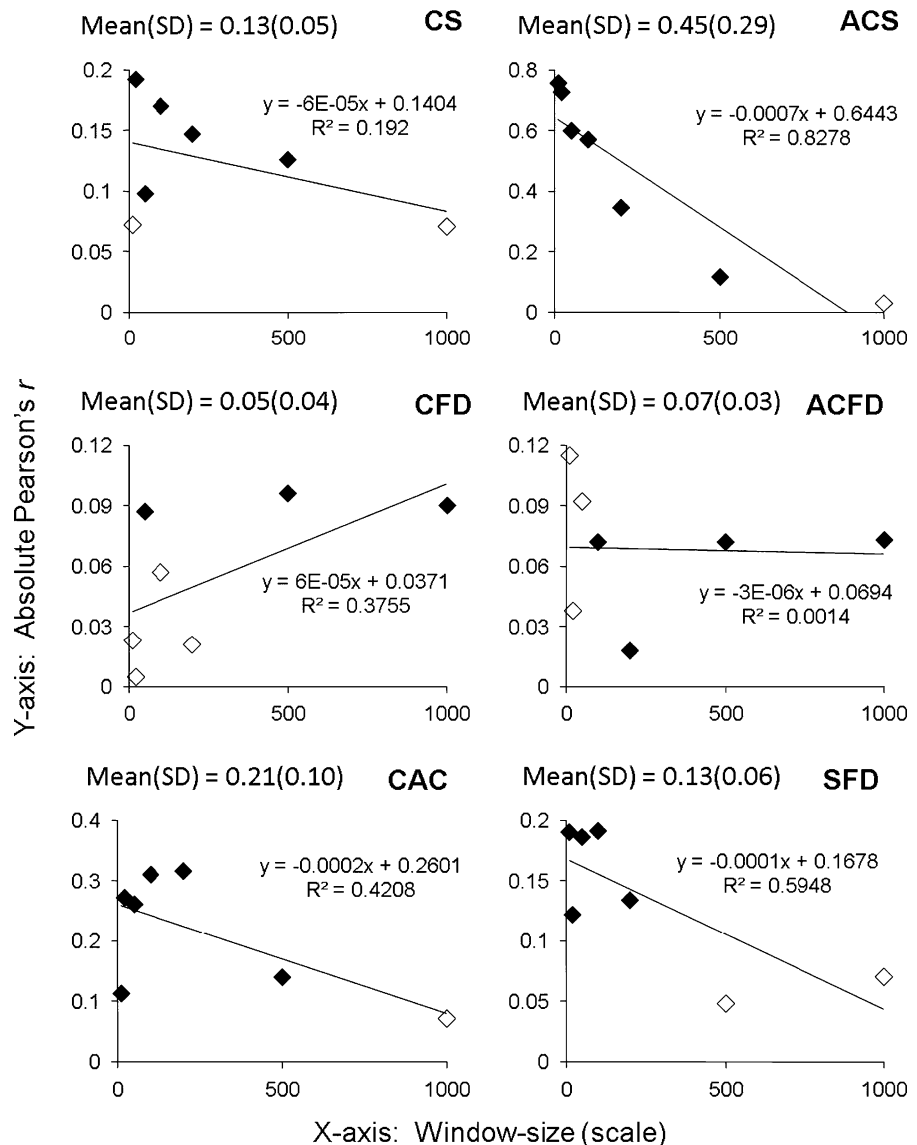 Mean(SD) = 0.13(0.05) CS
0.2
0.15
0.1
0.05
0
y = -6E-05x + 0.1404
R² = 0.192
0 500 1000
Mean(SD) = 0.45(0.29) ACS
0.8
0.6
0.4
0.2
0
y = -0.0007x + 0.6443
R² = 0.8278
0 500 1000
Mean(SD) = 0.05(0.04) CFD
0.12
0.09
0.06
0.03
0
y = 6E-05x + 0.0371
R² = 0.3755
0 500 1000
Mean(SD) = 0.07(0.03) ACFD
0.12
0.09
0.06
0.03
0
y = -3E-06x + 0.0694
R² = 0.0014
0 500 1000
Mean(SD) = 0.21(0.10) CAC
0.4
0.3
0.2
0.1
0
y = -0.0002x + 0.2601
R² = 0.4208
0 500 1000
Mean(SD) = 0.13(0.06) SFD
0.2
0.15
0.1
0.05
0
y = -0.0001x + 0.1678
R² = 0.5948
0 500 1000
Y-axis: Absolute Pearson's r
X-axis: Window-size (scale)